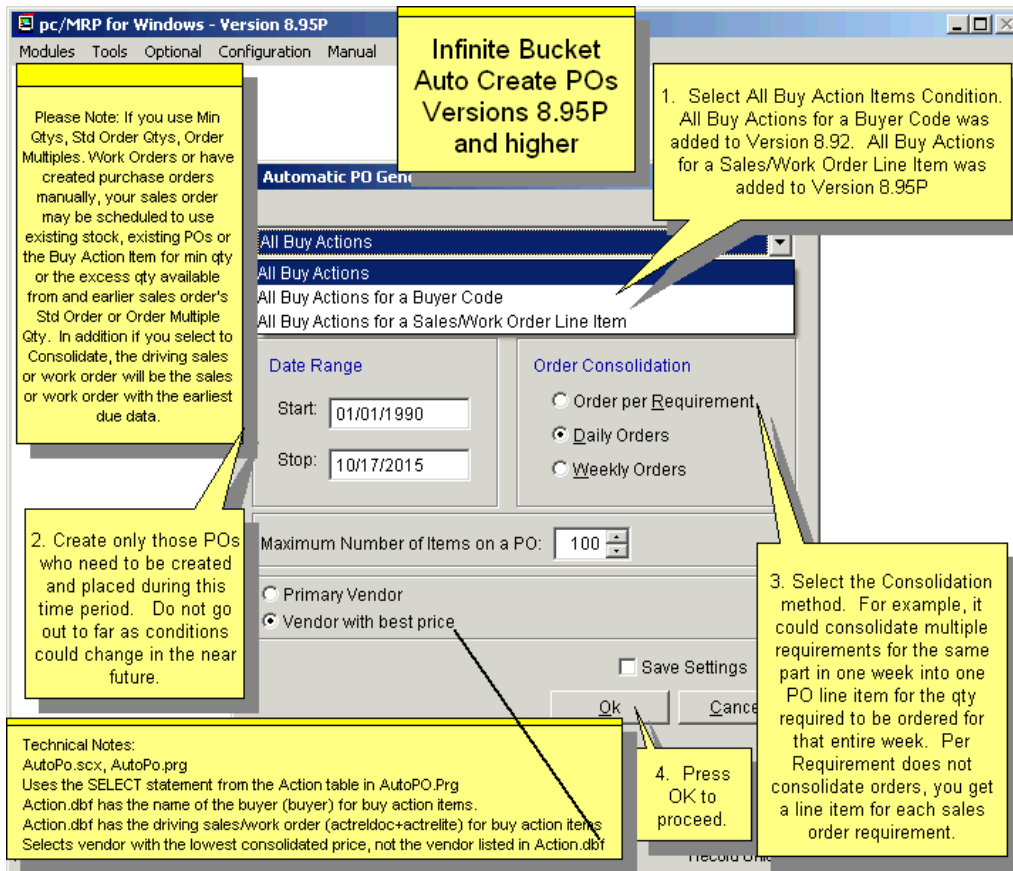 pc/MRP for Windows - Version 8.95P
Modules Tools Optional Configuration Manual
Infinite Bucket
Auto Create POs
Versions 8.95P
and higher
Please Note: If you use Min
Qtys, Std Order Qtys, Order
Multiples. Work Orders or have
created purchase orders
manually, your sales order
may be scheduled to use
existing stock, existing POs or
the Buy Action Item for min qty
or the excess qty available
from and earlier sales order's
Std Order or Order Multiple
Qty. In addition if you select to
Consolidate, the driving sales
or work order will be the sales
or work order with the earliest
due data.
1. Select All Buy Action Items Condition.
All Buy Actions for a Buyer Code was
added to Version 8.92. All Buy Actions
for a Sales/Work Order Line Item was
added to Version 8.95P
Automatic PO Gen
All Buy Actions
All Buy Actions
All Buy Actions for a Buyer Code
All Buy Actions for a Sales/Work Order Line Item
Date Range
Start: 01/01/1990
Stop: 10/17/2015
Order Consolidation
Order per Requirement
Daily Orders
Weekly Orders
2. Create only those POs
who need to be created
and placed during this
time period. Do not go
out to far as conditions
could change in the near
future.
Maximum Number of Items on a PO: 100
Primary Vendor
Vendor with best price
Save Settings
Ok Cance
3. Select the Consolidation
method. For example, it
could consolidate multiple
requirements for the same
part in one week into one
PO line item for the qty
required to be ordered for
that entire week. Per
Requirement does not
consolidate orders, you get
a line item for each sales
order requirement.
4. Press
OK to
proceed.
Technical Notes:
AutoPo.scx, AutoPo.prg
Uses the SELECT statement from the Action table in AutoPO.Prg
Action.dbf has the name of the buyer (buyer) for buy action items.
Action.dbf has the driving sales/work order (actreldoc+actrelite) for buy action items
Selects vendor with the lowest consolidated price, not the vendor listed in Action.dbf